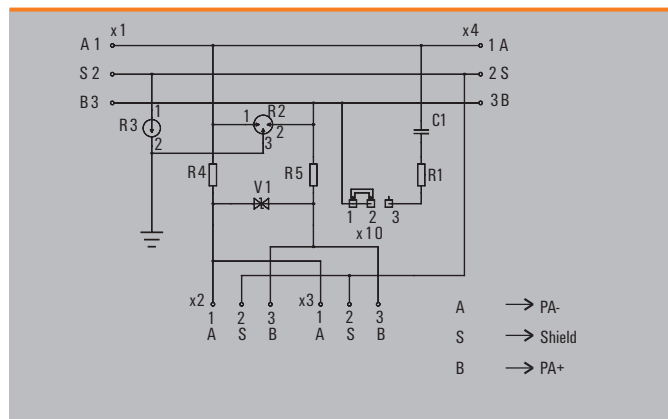 x1 x4
A 1 1 A
S 2 2 S
B 3 3 B
1 R2 C1
R3 1 2
2 3
R4 R5 R1
V1
1 2 3
x10
x2 x3
1 2 3 1 2 3
A S B A S B
A → PA-
S → Shield
B → PA+